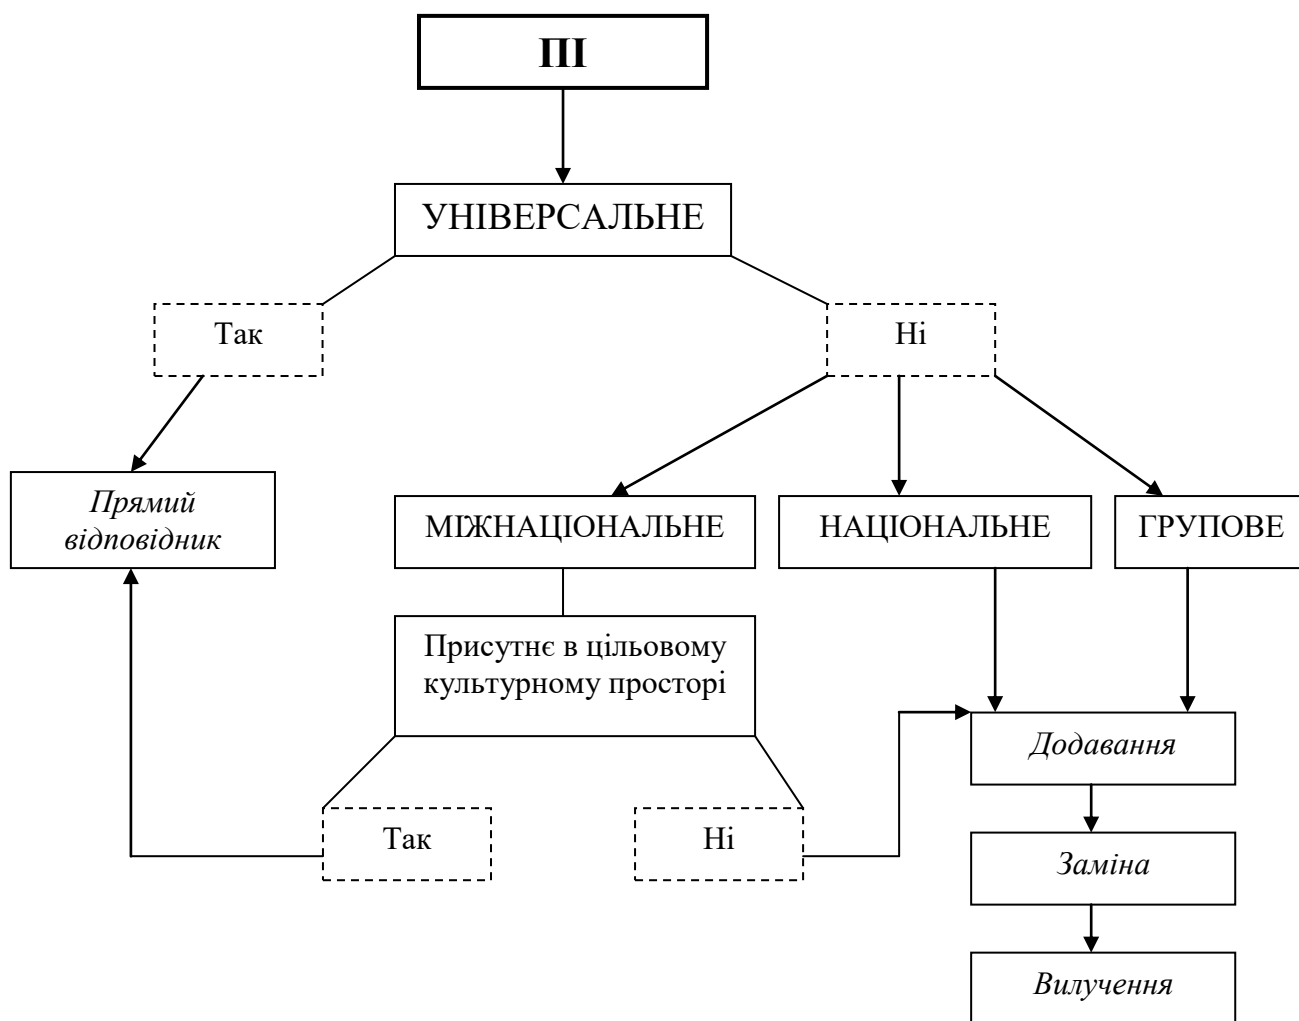 ПІ
УНІВЕРСАЛЬНЕ
Так
Ні
Прямий
відповідник
МІЖНАЦІОНАЛЬНЕ
НАЦІОНАЛЬНЕ
ГРУПОВЕ
Присутнє в цільовому
культурному просторі
Додавання
Так
Ні
Заміна
Вилучення